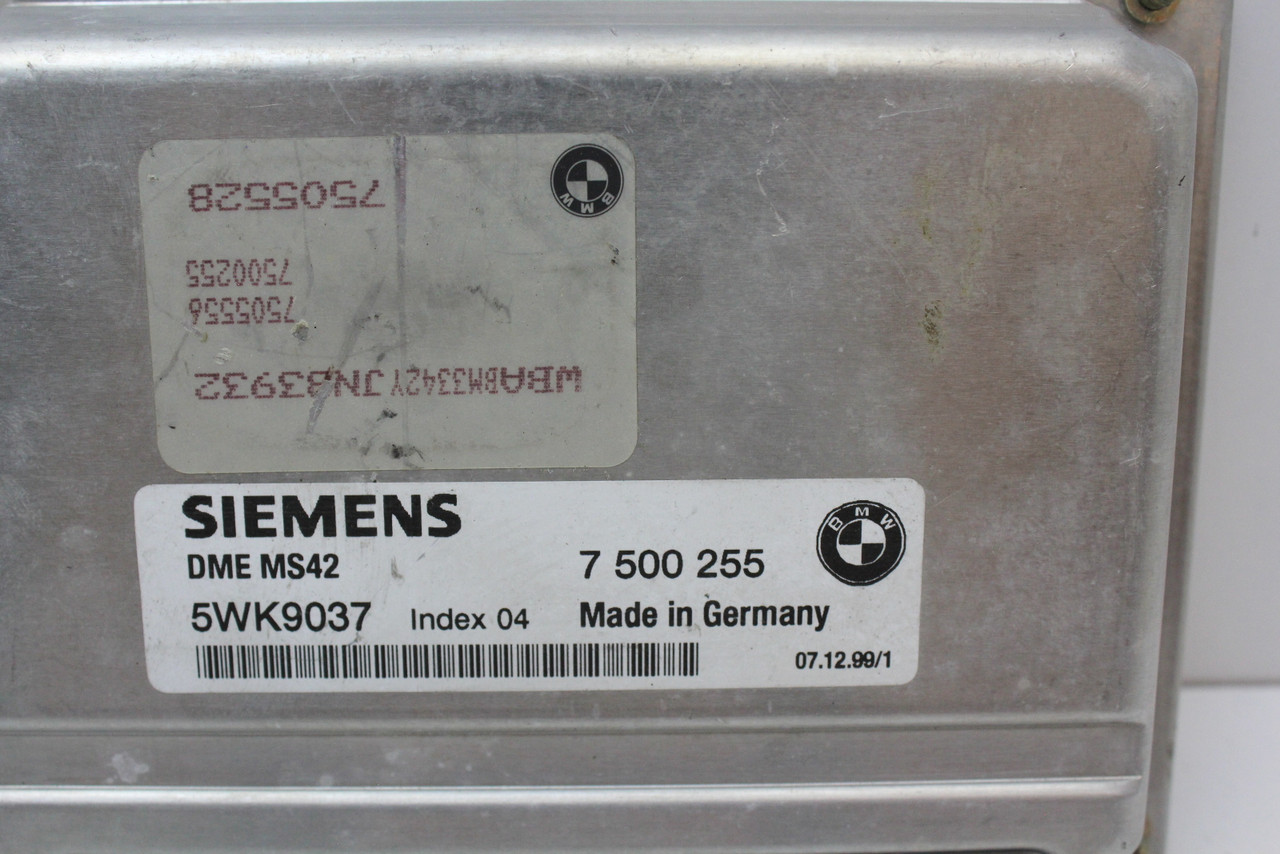 WBABM3342YJN83932
7505556
7500255
BMW
7505528
SIEMENS
BMW
DME MS42 7 500 255
5WK9037 Index 04 Made in Germany
07.12.99/1